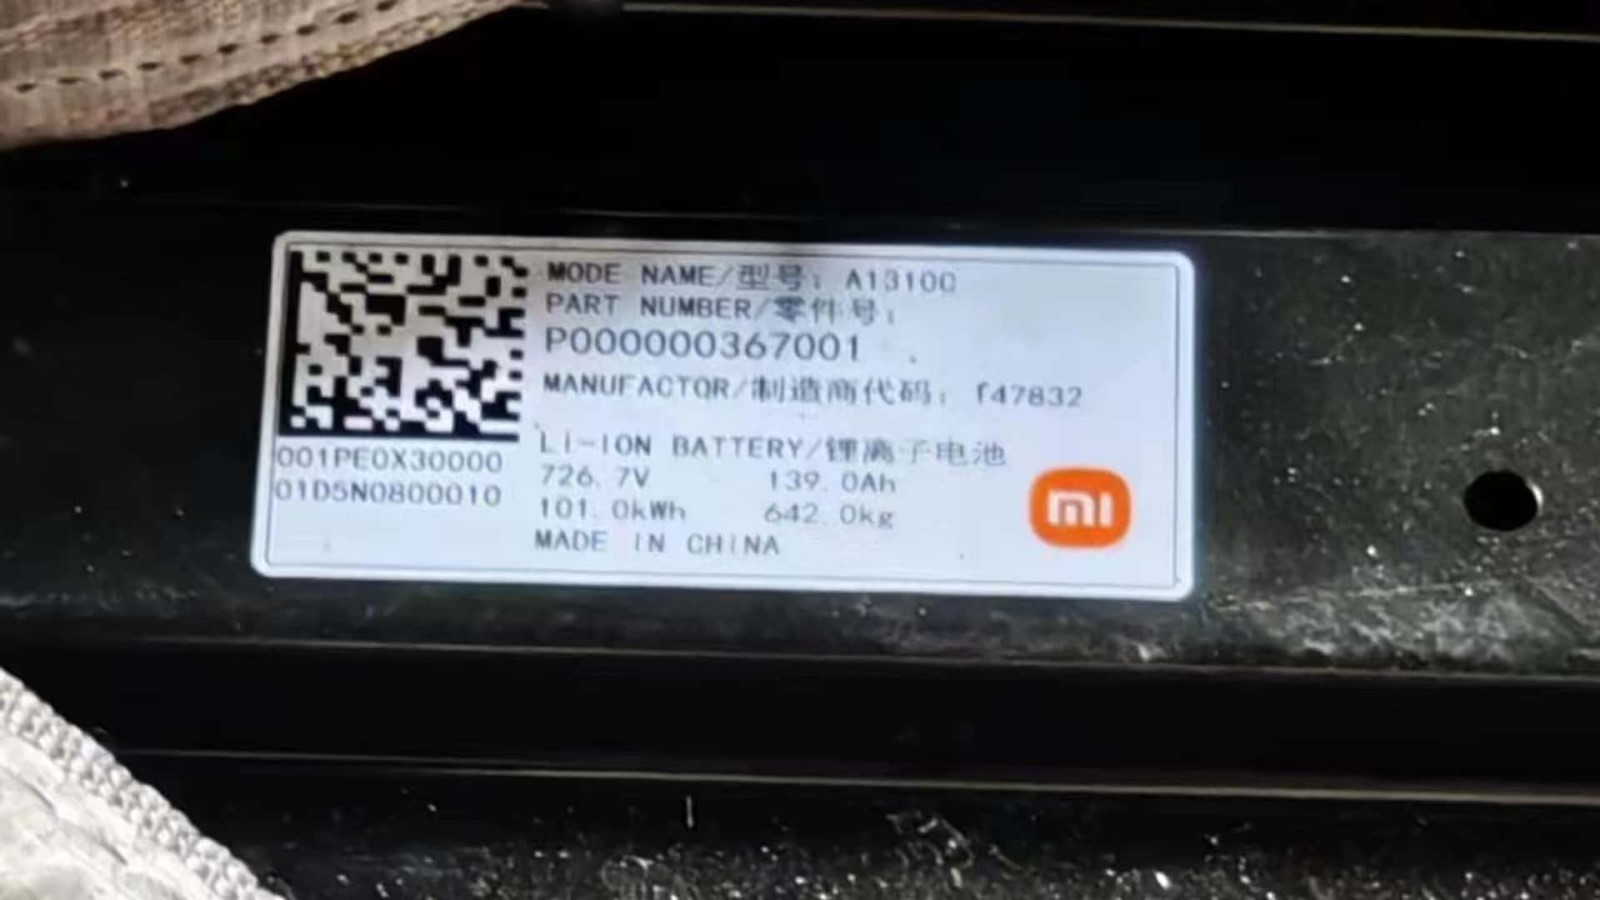 MODE NAME/型号: A13100
PART NUMBER/零件号:
P000000367001
MANUFACTOR/制造商代码: f47832
Li-ION BATTERY/锂离子电池
726.7V 139.0Ah
101.0kWh 642.0kg
MADE IN CHINA
001PE0X30000
01D5N0800010
mi